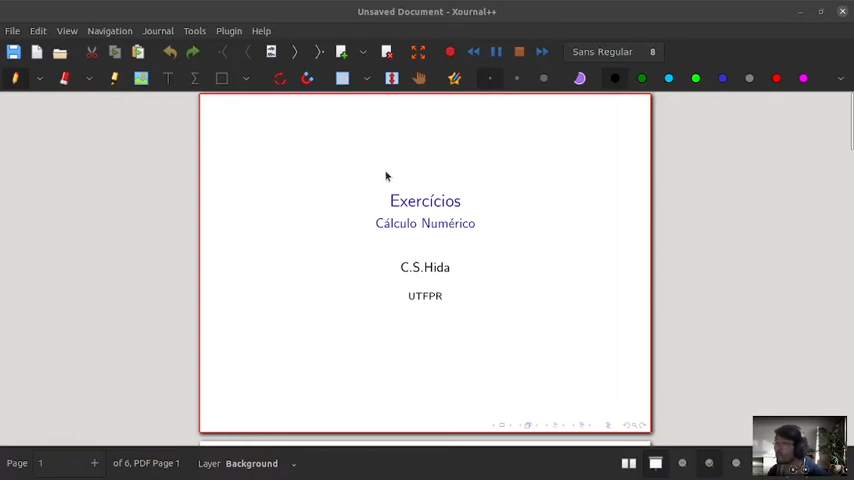 Unsaved Document - Xournal++
File Edit View Navigation Journal Tools Plugin Help
Sans Regular 8
Exercícios
Cálculo Numérico
C.S.Hida
UTFPR
Page 1 of 6, PDF Page 1 Layer Background